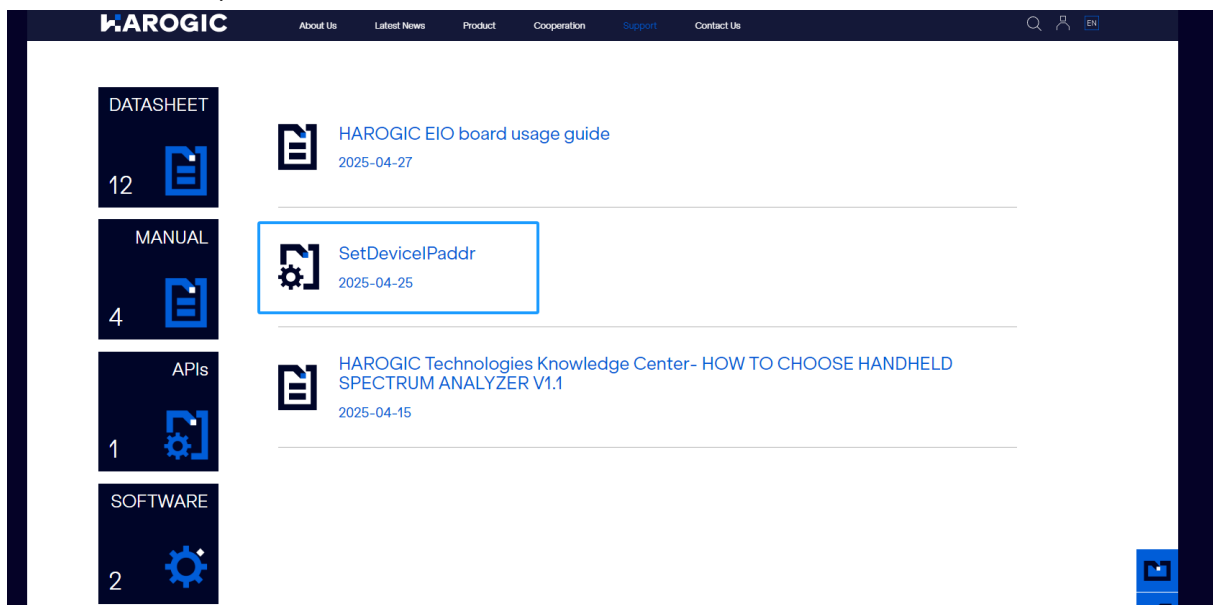 HAROGIC
About Us
Latest News
Product
Cooperation
Support
Contact Us
EN
DATASHEET
12
MANUAL
4
APIs
1
SOFTWARE
2
HAROGIC EIO board usage guide
2025-04-27
SetDeviceIPaddr
2025-04-25
HAROGIC Technologies Knowledge Center- HOW TO CHOOSE HANDHELD
SPECTRUM ANALYZER V1.1
2025-04-15